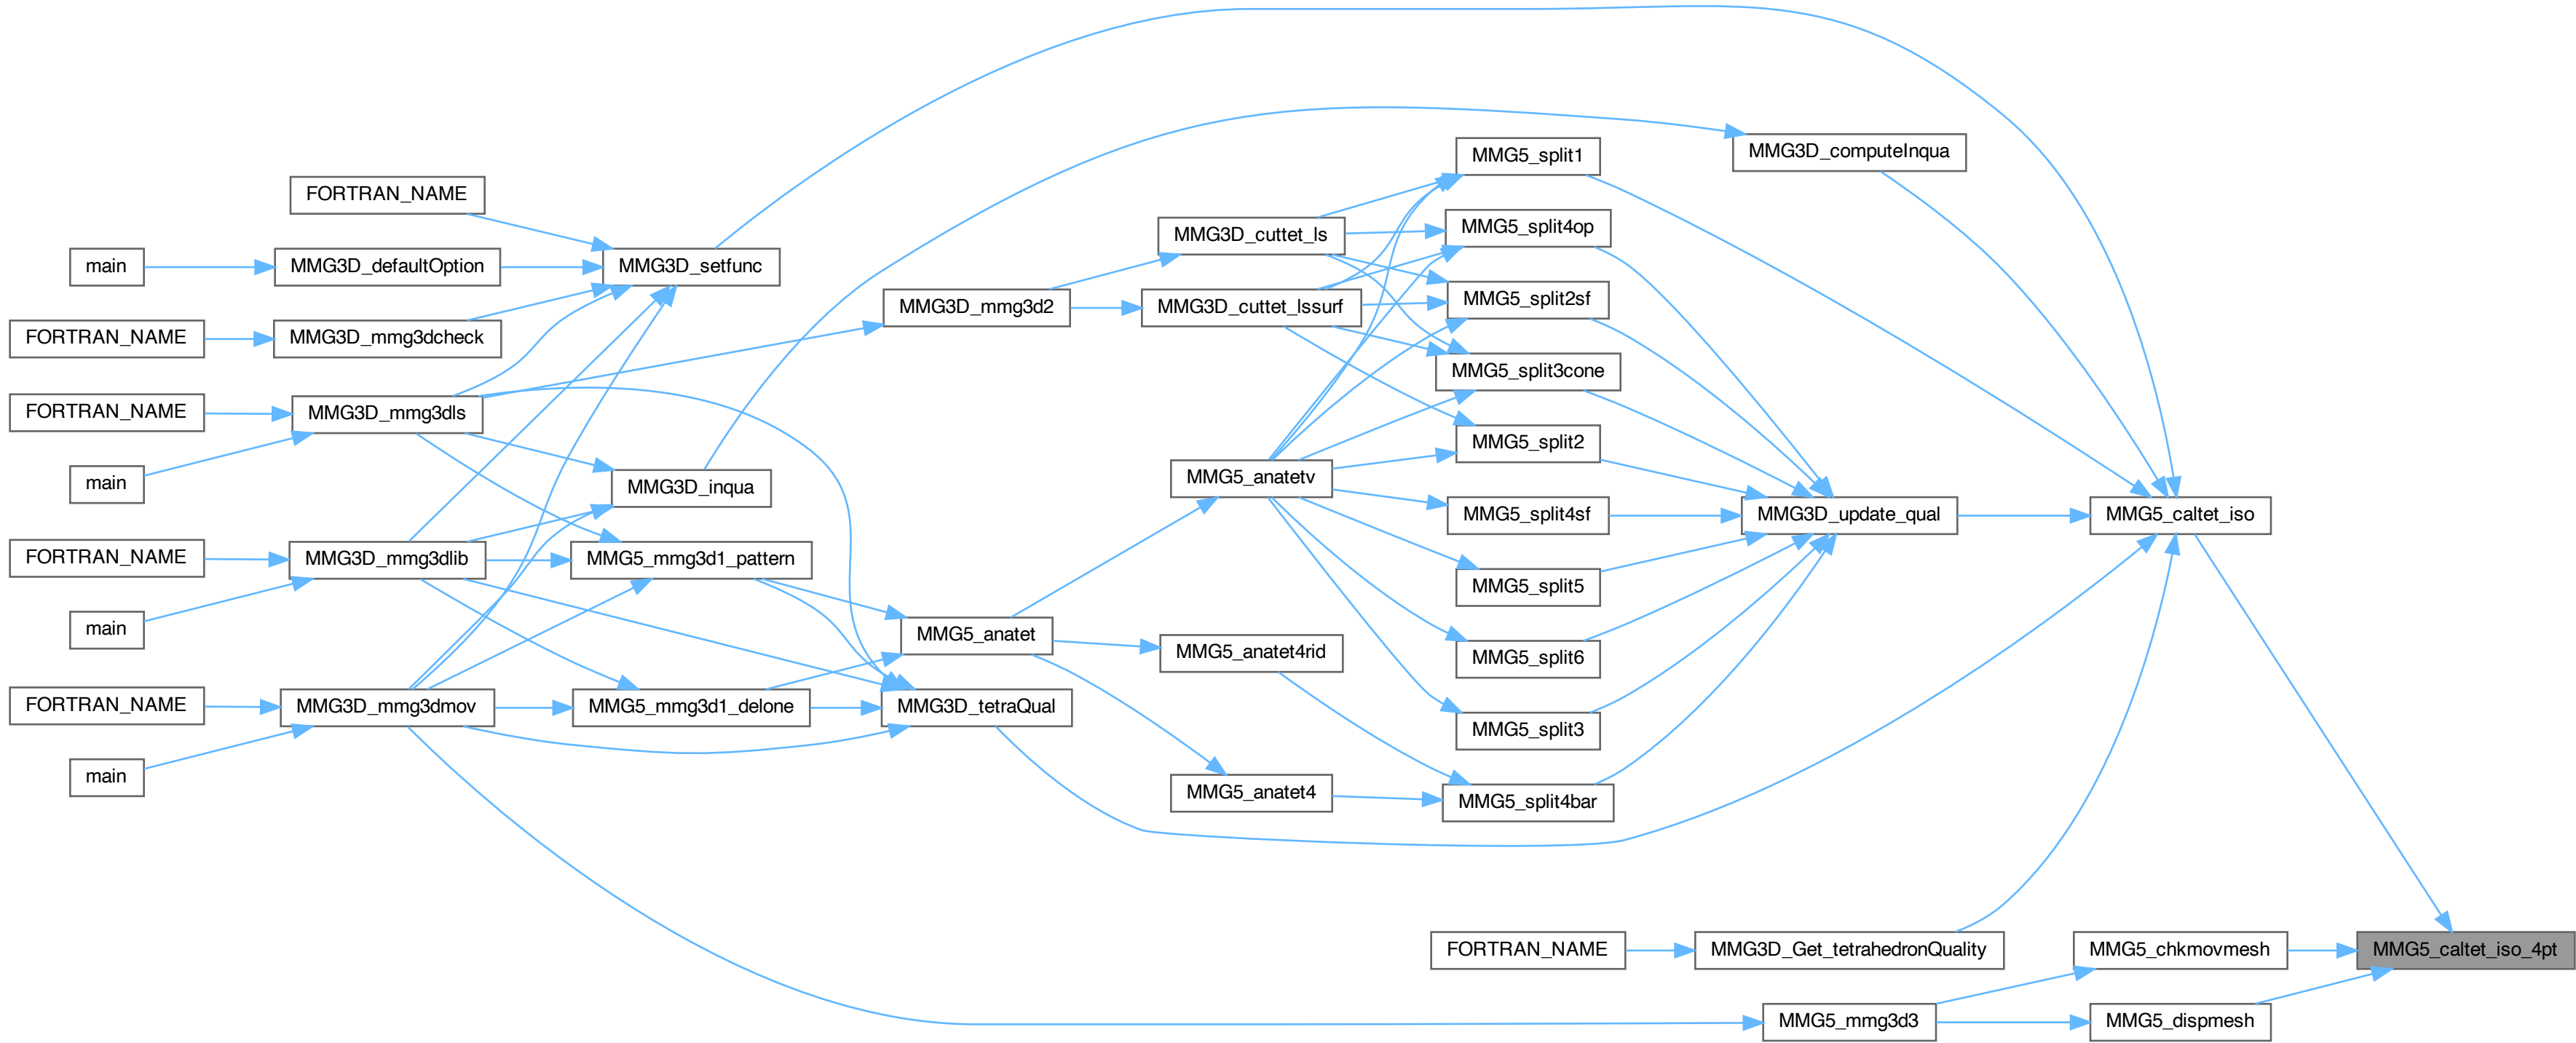 FORTRAN_NAME
main
MMG3D_defaultOption
MMG3D_setfunc
FORTRAN_NAME
MMG3D_mmg3dcheck
FORTRAN_NAME
MMG3D_mmg3dls
main
MMG3D_inqua
FORTRAN_NAME
MMG3D_mmg3dlib
MMG5_mmg3d1_pattern
main
FORTRAN_NAME
MMG3D_mmg3dmov
MMG5_mmg3d1_delone
main
MMG3D_mmg3d2
MMG5_anatet
MMG3D_tetraQual
MMG3D_cuttet_ls
MMG3D_cuttet_lssurf
MMG5_anatetv
MMG5_anatet4rid
MMG5_anatet4
MMG5_split1
MMG5_split4op
MMG5_split2sf
MMG5_split3cone
MMG5_split2
MMG5_split4sf
MMG5_split5
MMG5_split6
MMG5_split3
MMG5_split4bar
FORTRAN_NAME
MMG3D_computeInqua
MMG3D_update_qual
MMG3D_Get_tetrahedronQuality
MMG5_mmg3d3
MMG5_caltet_iso
MMG5_chkmovmesh
MMG5_dispmesh
MMG5_caltet_iso_4pt